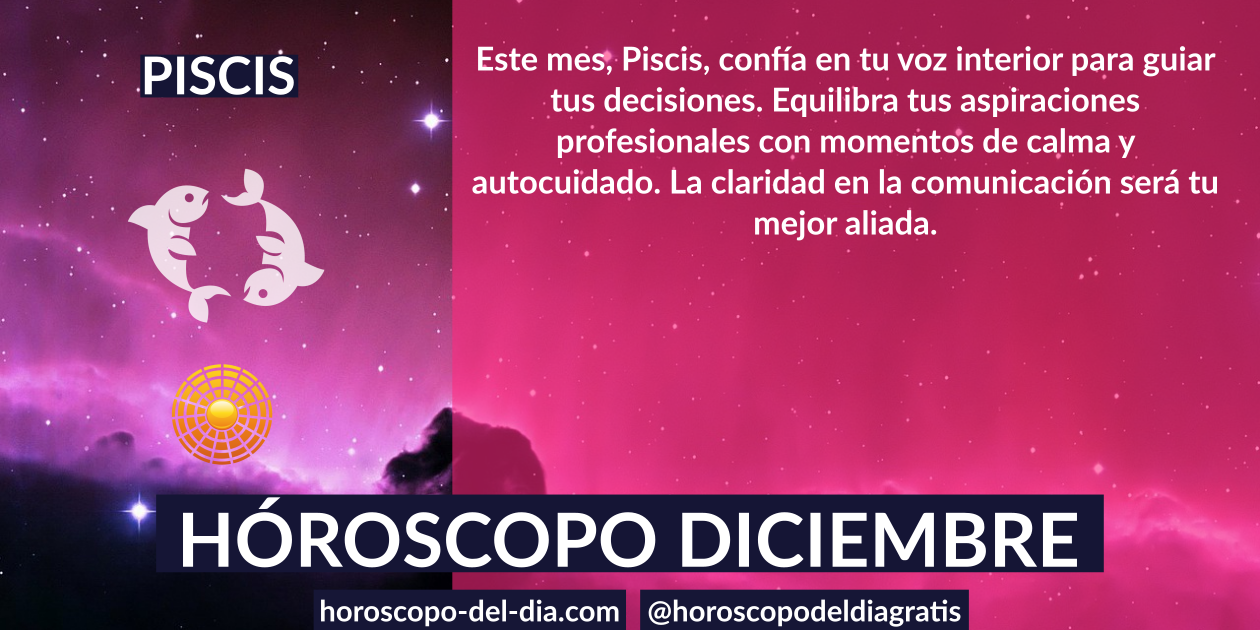 PISCIS
Este mes, Piscis, confía en tu voz interior para guiar
tus decisiones. Equilibra tus aspiraciones
profesionales con momentos de calma y
autocuidado. La claridad en la comunicación será tu
mejor aliada.
HÓROSCOPO DICIEMBRE
horoscopo-del-dia.com
@horoscopodeldiagratis